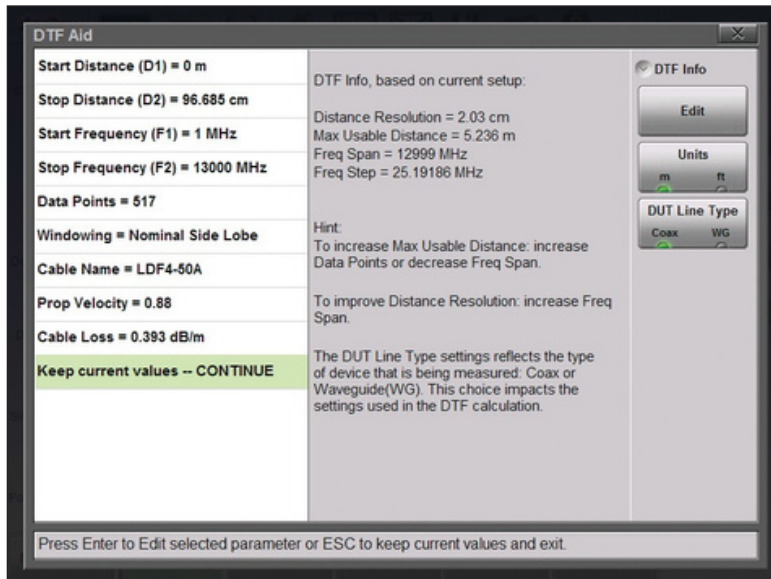 DTF Aid
Start Distance (D1) = 0 m
Stop Distance (D2) = 96.685 cm
Start Frequency (F1) = 1 MHz
Stop Frequency (F2) = 13000 MHz
Data Points = 517
Windowing = Nominal Side Lobe
Cable Name = LDF4-50A
Prop Velocity = 0.88
Cable Loss = 0.393 dB/m
Keep current values -- CONTINUE
DTF Info, based on current setup:
Distance Resolution = 2.03 cm
Max Usable Distance = 5.236 m
Freq Span = 12999 MHz
Freq Step = 25.19186 MHz
Hint:
To increase Max Usable Distance: increase
Data Points or decrease Freq Span.
To improve Distance Resolution: increase Freq
Span.
The DUT Line Type settings reflects the type
of device that is being measured: Coax or
Waveguide(WG). This choice impacts the
settings used in the DTF calculation.
DTF Info
Edit
Units
m ft
DUT Line Type
Coax WG
Press Enter to Edit selected parameter or ESC to keep current values and exit.